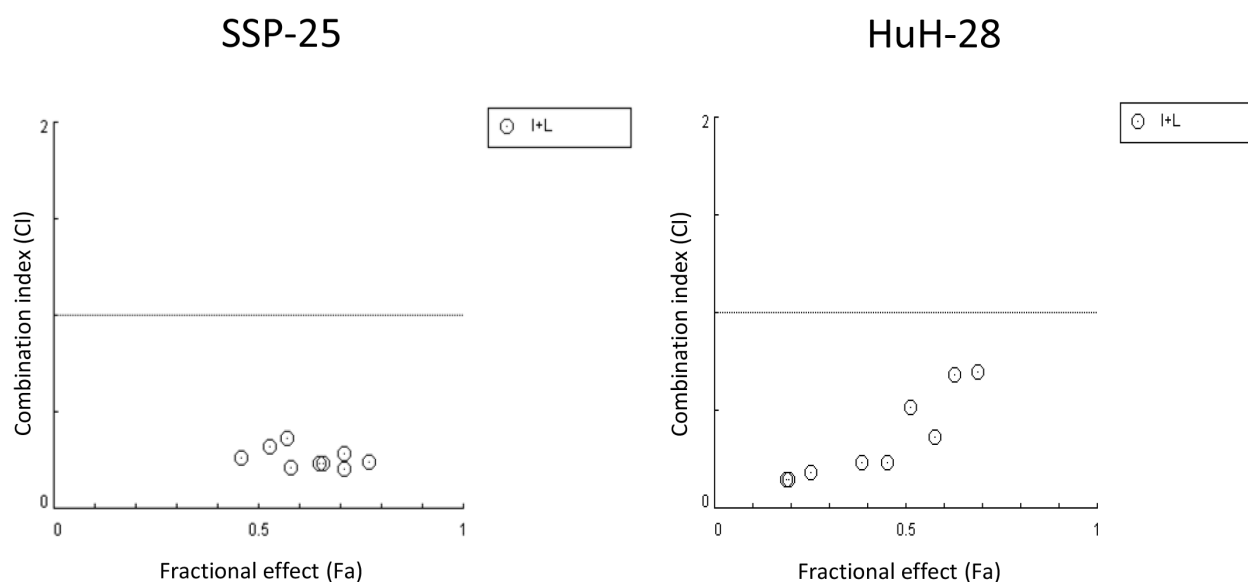 SSP-25
HuH-28
I+L
I+L
2
0
0
0.5
1
Combination index (CI)
Fractional effect (Fa)
2
0
0
0.5
1
Combination index (CI)
Fractional effect (Fa)